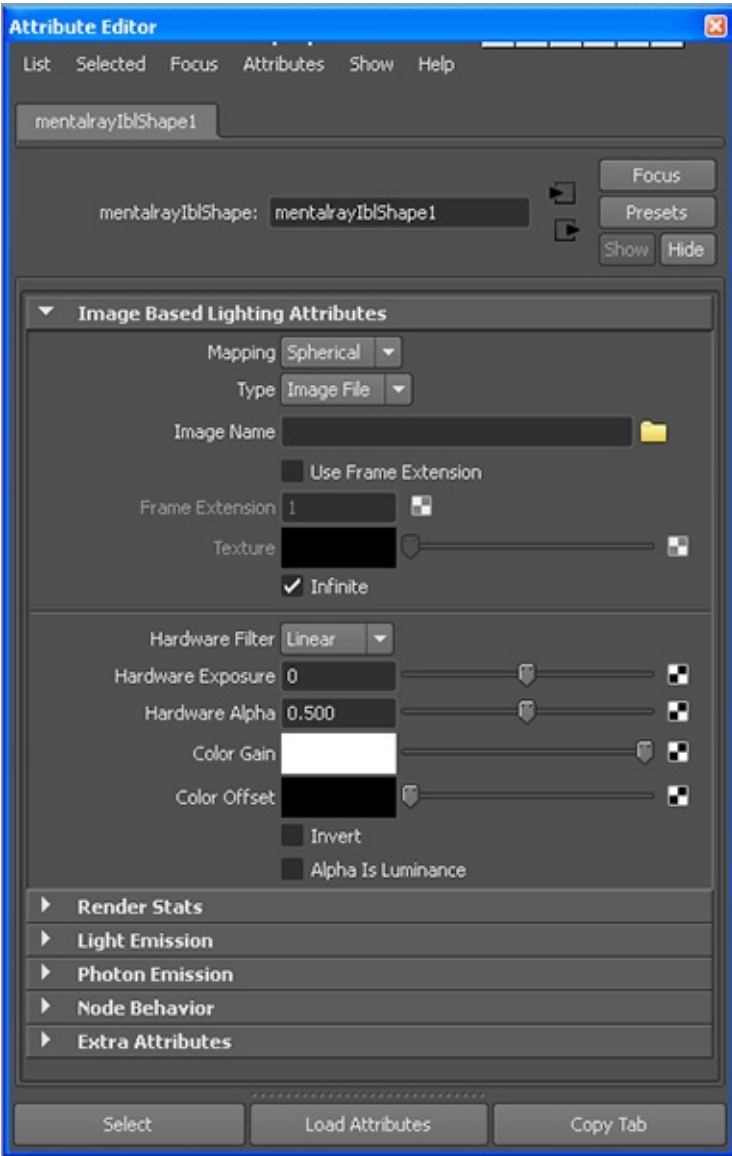 Attribute Editor
List Selected Focus Attributes Show Help
mentalrayIblShape1
Focus
mentalrayIblShape: mentalrayIblShape1
Presets
Show Hide
Image Based Lighting Attributes
Mapping Spherical
Type Image File
Image Name
Use Frame Extension
Frame Extension 1
Texture
Infinite
Hardware Filter Linear
Hardware Exposure 0
Hardware Alpha 0.500
Color Gain
Color Offset
Invert
Alpha Is Luminance
Render Stats
Light Emission
Photon Emission
Node Behavior
Extra Attributes
Select Load Attributes Copy Tab